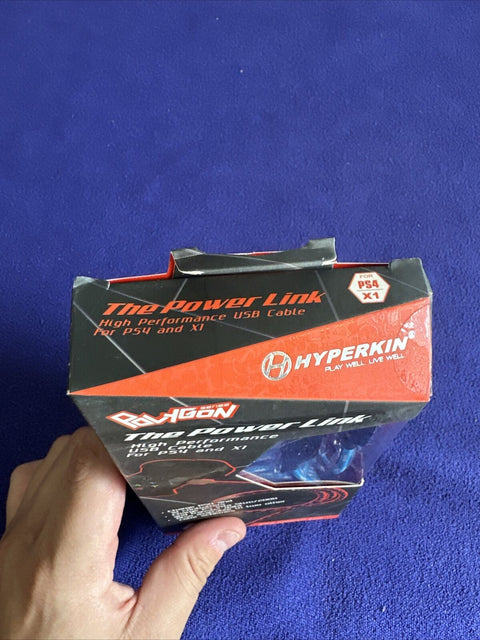 The Power Link
High Performance USB Cable
For PS4 and X1
FOR
PS4
X1
HYPERKIN®
PLAY WELL LIVE WELL
POLYGON
series
The Power Link
High Performance
USB Cable
For PS4 and X1